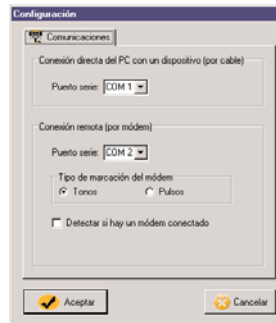 Configuración
Comunicaciones
Conexión directa del PC con un dispositivo (por cable)
Puerto serie: COM 1
Conexión remota (por módem)
Puerto serie: COM 2
Tipo de marcación del módem
Tonos Pulsos
Detectar si hay un módem conectado
Aceptar Cancelar